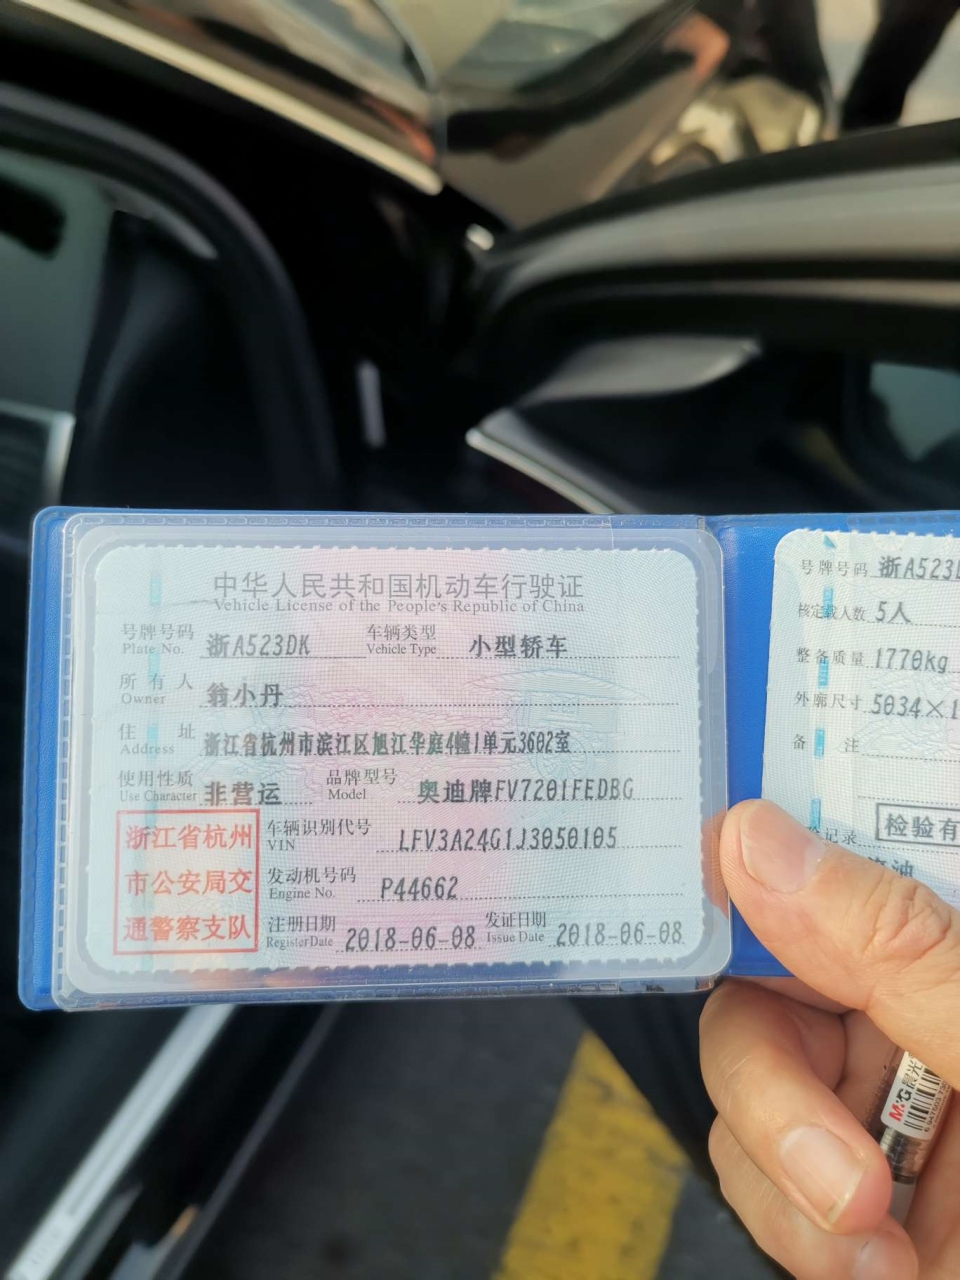 中华人民共和国机动车行驶证
Vehicle License of the People's Republic of China
号牌号码 浙A523DK 车辆类型 小型轿车
Plate No. Vehicle Type
所有人 翁小丹
Owner
住址 浙江省杭州市滨江区旭江华庭4幢1单元3602室
Address
使用性质 非营运 品牌型号 奥迪牌FV7201FEDBG
Use Character Model
浙江省杭州
市公安局交
通警察支队
车辆识别代号 LFV3A24G1J3050105
VIN
发动机号码 P44662
Engine No.
注册日期 2018-06-08 发证日期 2018-06-08
Register Date Issue Date
号牌号码 浙A523
核定载人数 5人
整备质量 1770kg
外廓尺寸 5034×1
备注
记录 检验有
油
M&G 晨光